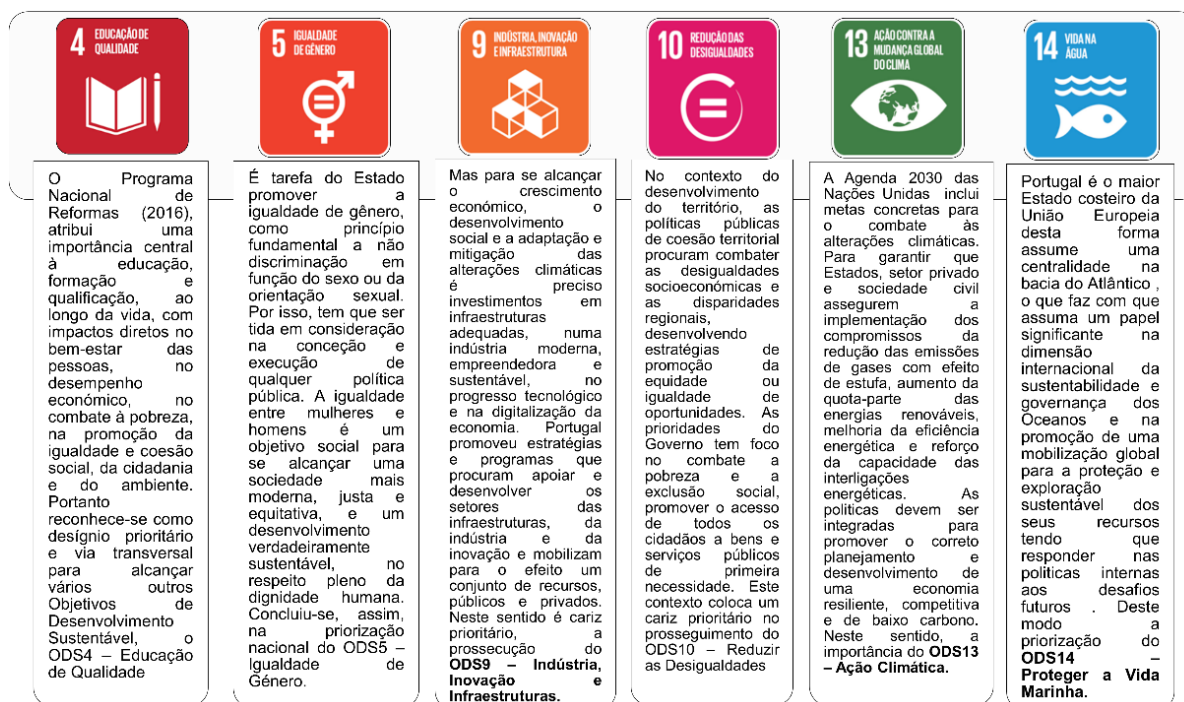 4 EDUCAÇÃO DE
QUALIDADE
O Programa
Nacional de
Reformas (2016),
atribui uma
importância central
à educação,
formação e
qualificação, ao
longo da vida, com
impactos diretos no
bem-estar das
pessoas, no
desempenho
económico, no
combate à pobreza,
na promoção da
igualdade e coesão
social, da cidadania
e do ambiente.
Portanto
reconhece-se como
desígnio prioritário
e via transversal
para alcançar
vários outros
Objetivos de
Desenvolvimento
Sustentável, o
ODS4 – Educação
de Qualidade
5 IGUALDADE
DE GÊNERO
É tarefa do Estado
promover a
igualdade de gênero,
como princípio
fundamental a não
discriminação em
função do sexo ou da
orientação sexual.
Por isso, tem que ser
tida em consideração
na conceção e
execução de
qualquer política
pública. A igualdade
entre mulheres e
homens é um
objetivo social para
se alcançar uma
sociedade mais
moderna, justa e
equitativa, e um
desenvolvimento
verdadeiramente
sustentável, no
respeito pleno da
dignidade humana.
Concluiu-se, assim,
na priorização
nacional do ODS5 –
Igualdade de
Género.
9 INDÚSTRIA, INOVAÇÃO
E INFRAESTRUTURA
Mas para se alcançar
o crescimento
económico, o
desenvolvimento
social e a adaptação e
mitigação das
alterações climáticas
é preciso
investimentos em
infraestruturas
adequadas, numa
indústria moderna,
empreendedora e
sustentável, no
progresso tecnológico
e na digitalização da
economia. Portugal
promoveu estratégias
e programas que
procuram apoiar e
desenvolver os
setores das
infraestruturas, da
indústria e da
inovação e mobilizam
para o efeito um
conjunto de recursos,
públicos e privados.
Neste sentido é cariz
prioritário, a
prossecução do
ODS9 – Indústria,
Inovação e
Infraestruturas.
10 REDUÇÃO DAS
DESIGUALDADES
No contexto do
desenvolvimento
do território, as
políticas públicas
de coesão territorial
procuram combater
as desigualdades
socioeconómicas e
as disparidades
regionais,
desenvolvendo
estratégias de
promoção da
equidade ou
igualdade de
oportunidades. As
prioridades do
Governo tem foco
no combate a
pobreza e a
exclusão social,
promover o acesso
de todos os
cidadãos a bens e
serviços públicos
de primeira
necessidade. Este
contexto coloca um
cariz prioritário no
prosseguimento do
ODS10 – Reduzir
as Desigualdades
13 AÇÃO CONTRA A
MUDANÇA GLOBAL
DO CLIMA
A Agenda 2030 das
Nações Unidas inclui
metas concretas para
o combate às
alterações climáticas.
Para garantir que
Estados, setor privado
e sociedade civil
assegurem a
implementação dos
compromissos da
redução das emissões
de gases com efeito
de estufa, aumento da
quota-parte das
energias renováveis,
melhoria da eficiência
energética e reforço
da capacidade das
interligações
energéticas. As
politicas devem ser
integradas para
promover o correto
planejamento e
desenvolvimento de
uma economia
resiliente, competitiva
e de baixo carbono.
Neste sentido, a
importância do ODS13
– Ação Climática.
14 VIDA NA
ÁGUA
Portugal é o maior
Estado costeiro da
União Europeia
desta forma
assume uma
centralidade na
bacia do Atlântico ,
o que faz com que
assuma um papel
significante na
dimensão
internacional da
sustentabilidade e
governança dos
Oceanos e na
promoção de uma
mobilização global
para a proteção e
exploração
sustentável dos
seus recursos
tendo que
responder nas
politicas internas
aos desafios
futuros . Deste
modo a
priorização do
ODS14 –
Proteger a Vida
Marinha.